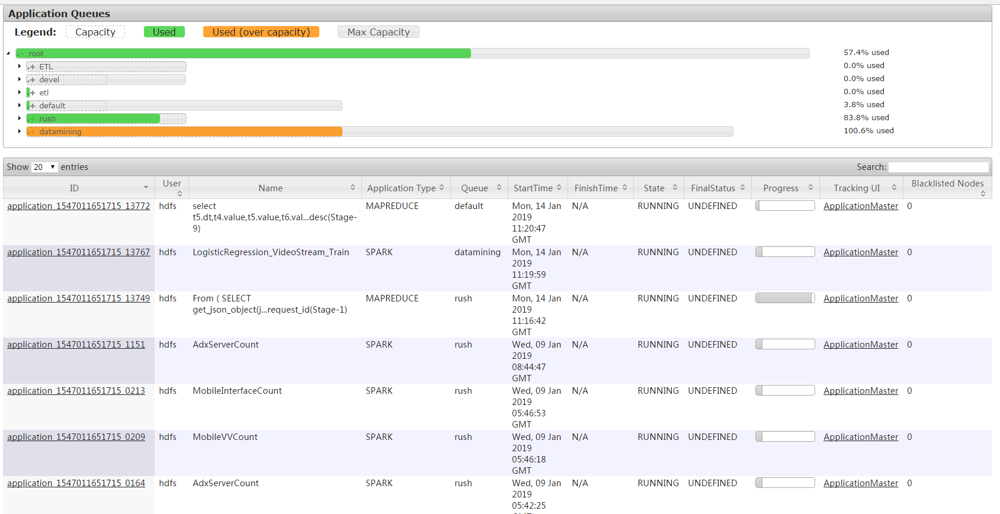 Application Queues
Legend: Capacity Used Used (over capacity) Max Capacity
- root 57.4% used
+ ETL 0.0% used
+ devel 0.0% used
+ etl 0.0% used
+ default 3.8% used
+ rush 83.8% used
+ datamining 100.6% used
Show 20 entries Search:
ID User Name Application Type Queue StartTime FinishTime State FinalStatus Progress Tracking UI Blacklisted Nodes
application_1547011651715_13772 hdfs select MAPREDUCE default Mon, 14 Jan N/A RUNNING UNDEFINED ApplicationMaster 0
t5.dt,t4.value,t5.value,t6.val...desc(Stage- 2019
9) 11:20:47
GMT
application_1547011651715_13767 hdfs LogisticRegression_VideoStream_Train SPARK datamining Mon, 14 Jan N/A RUNNING UNDEFINED ApplicationMaster 0
2019
11:19:59
GMT
application_1547011651715_13749 hdfs From ( SELECT MAPREDUCE rush Mon, 14 Jan N/A RUNNING UNDEFINED ApplicationMaster 0
get_json_object(j...request_id(Stage-1) 2019
11:16:42
GMT
application_1547011651715_1151 hdfs AdxServerCount SPARK rush Wed, 09 Jan N/A RUNNING UNDEFINED ApplicationMaster 0
2019
08:44:47
GMT
application_1547011651715_0213 hdfs MobileInterfaceCount SPARK rush Wed, 09 Jan N/A RUNNING UNDEFINED ApplicationMaster 0
2019
05:46:53
GMT
application_1547011651715_0209 hdfs MobileVVCount SPARK rush Wed, 09 Jan N/A RUNNING UNDEFINED ApplicationMaster 0
2019
05:46:18
GMT
application_1547011651715_0164 hdfs AdxServerCount SPARK rush Wed, 09 Jan N/A RUNNING UNDEFINED ApplicationMaster 0
2019
05:42:25